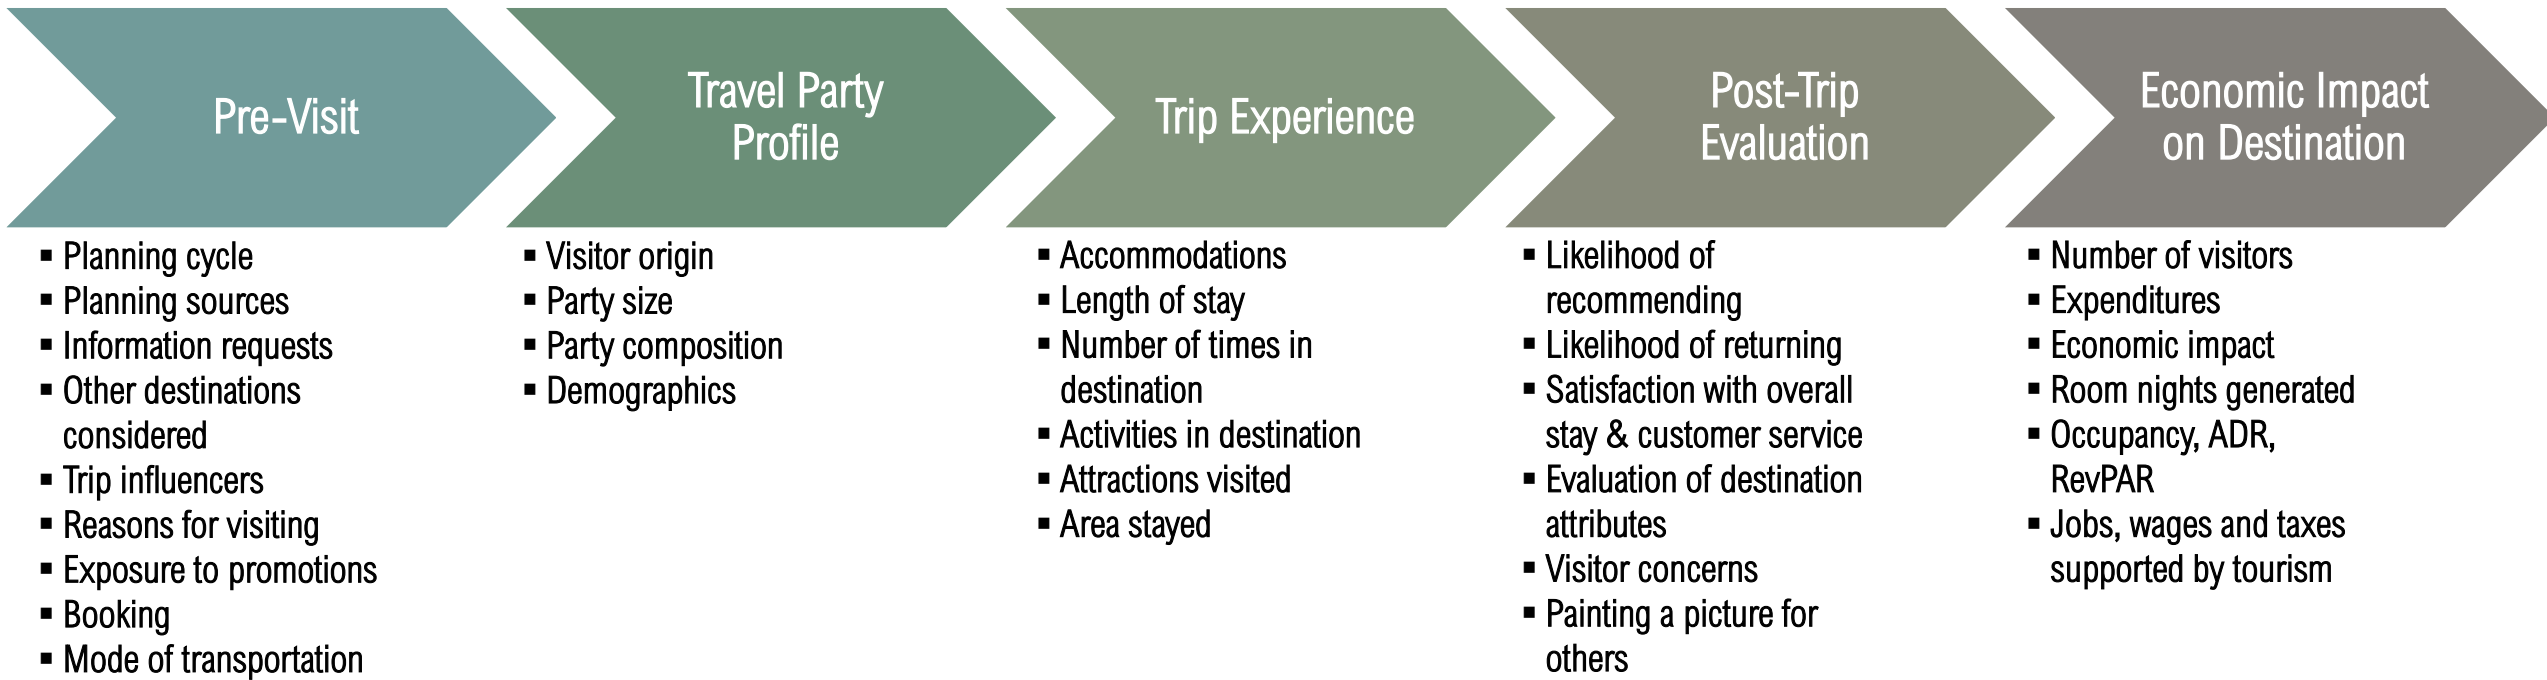 Pre-Visit
▪ Planning cycle
▪ Planning sources
▪ Information requests
▪ Other destinations
considered
▪ Trip influencers
▪ Reasons for visiting
▪ Exposure to promotions
▪ Booking
▪ Mode of transportation
Travel Party
Profile
▪ Visitor origin
▪ Party size
▪ Party composition
▪ Demographics
Trip Experience
▪ Accommodations
▪ Length of stay
▪ Number of times in
destination
▪ Activities in destination
▪ Attractions visited
▪ Area stayed
Post-Trip
Evaluation
▪ Likelihood of
recommending
▪ Likelihood of returning
▪ Satisfaction with overall
stay & customer service
▪ Evaluation of destination
attributes
▪ Visitor concerns
▪ Painting a picture for
others
Economic Impact
on Destination
▪ Number of visitors
▪ Expenditures
▪ Economic impact
▪ Room nights generated
▪ Occupancy, ADR,
RevPAR
▪ Jobs, wages and taxes
supported by tourism